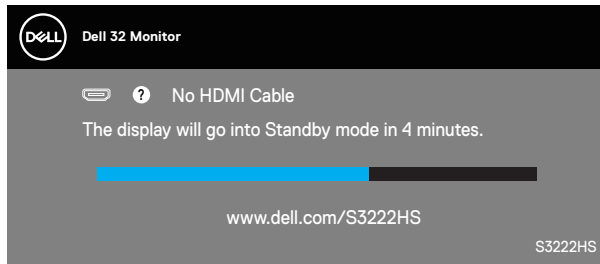 DELL
Dell 32 Monitor
? No HDMI Cable
The display will go into Standby mode in 4 minutes.
www.dell.com/S3222HS
S3222HS